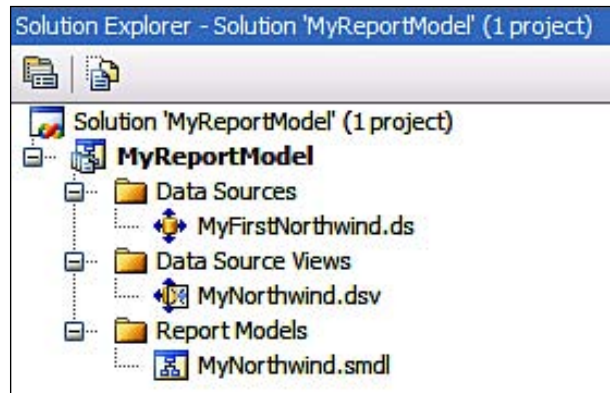 Solution Explorer - Solution 'MyReportModel' (1 project)
Solution 'MyReportModel' (1 project)
MyReportModel
Data Sources
MyFirstNorthwind.ds
Data Source Views
MyNorthwind.dsv
Report Models
MyNorthwind.smdl